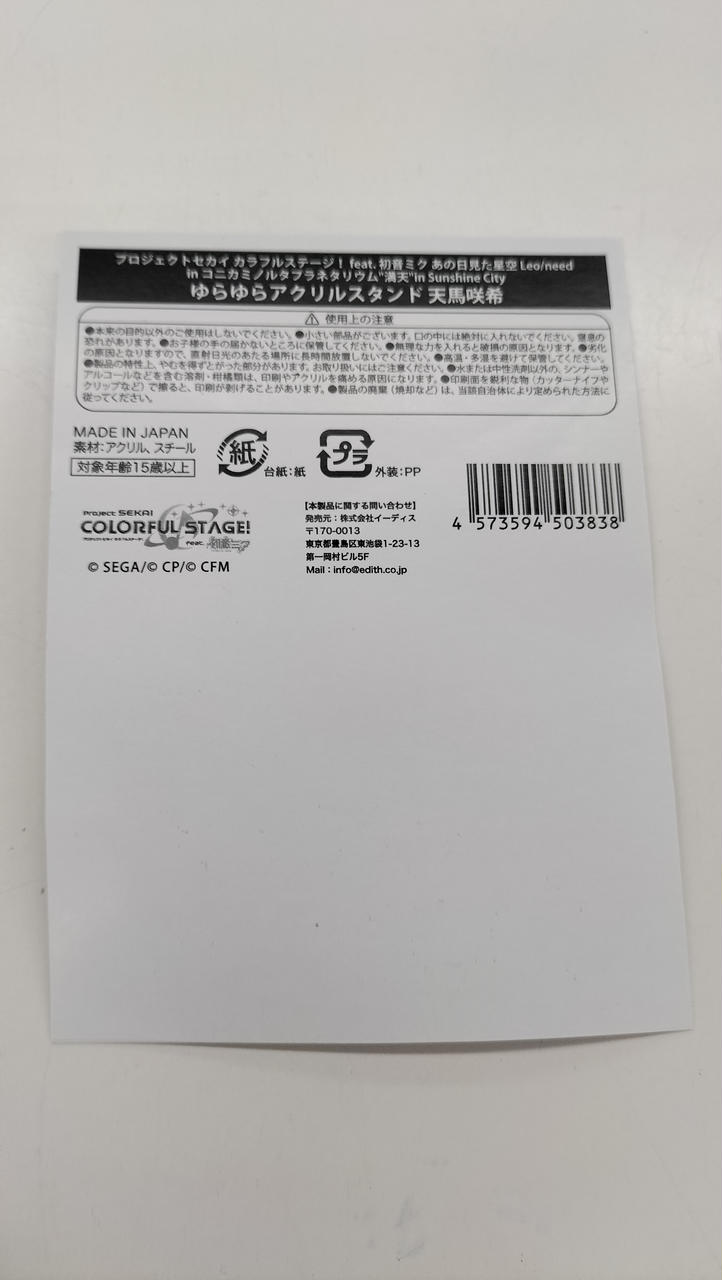 プロジェクトセカイ カラフルステージ! feat. 初音ミク あの日見た星空 Leo/need
in コニカミノルタプラネタリウム"満天"in Sunshine City
ゆらゆらアクリルスタンド 天馬咲希
使用上の注意
●本来の目的以外のご使用はしないでください。●小さい部品がございます。口の中には絶対に入れないでください。窒息の
恐れがあります。●お子様の手の届かないところに保管してください。●無理な力を入れると破損の原因となります。●劣化
の原因となりますので、直射日光のあたる場所に長時間放置しないでください。●高温・多湿を避けて保管してください。
●製品の特性上、やむを得ずとがった部分があります。お取り扱いにはご注意ください。●水または中性洗剤以外の、シンナーや
アルコールなどを含む溶剤・柑橘類は、印刷やアクリルを痛める原因になります。●印刷面を鋭利な物(カッターナイフや
クリップなど)で擦ると、印刷が剥げることがあります。●製品の廃棄(焼却など)は、当該自治体により定められた方法に
従ってください。
MADE IN JAPAN
素材:アクリル、スチール
対象年齢15歳以上
紙
台紙:紙
プラ
外装:PP
Project SEKAI
COLORFUL STAGE!
feat. 初音ミク
© SEGA/© CP/© CFM
【本製品に関する問い合わせ】
発売元:株式会社イーディス
〒170-0013
東京都豊島区東池袋1-23-13
第一岡村ビル5F
Mail:info@edith.co.jp
4 573594 503838